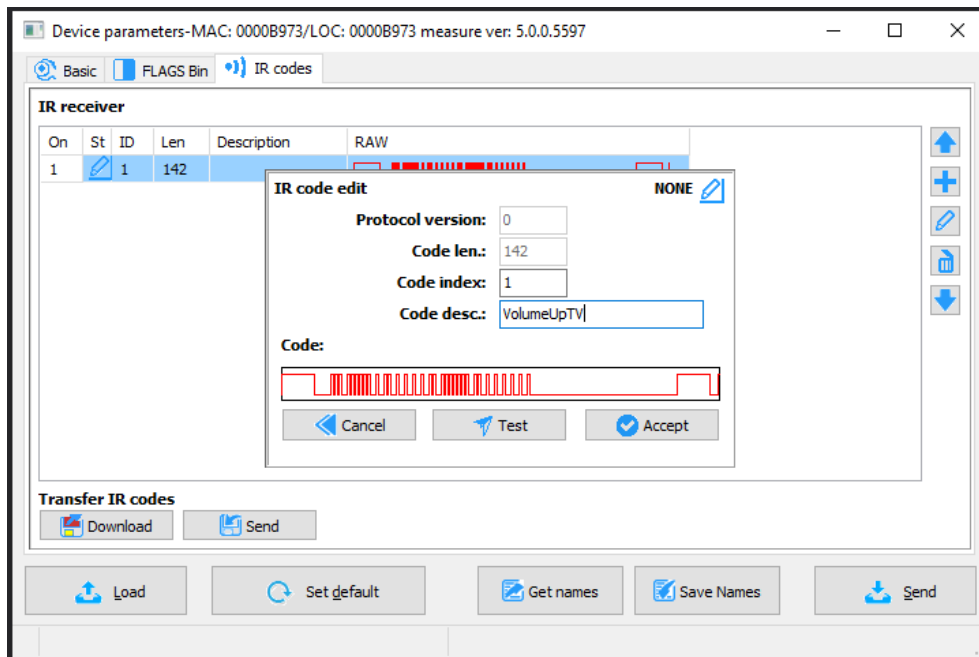 Device parameters-MAC: 0000B973/LOC: 0000B973 measure ver: 5.0.0.5597
Basic FLAGS Bin IR codes
IR receiver
On St ID Len Description RAW
1 1 142
IR code edit NONE
Protocol version: 0
Code len.: 142
Code index: 1
Code desc.: VolumeUpTV
Code:
Cancel Test Accept
Transfer IR codes
Download Send
Load Set default Get names Save Names Send